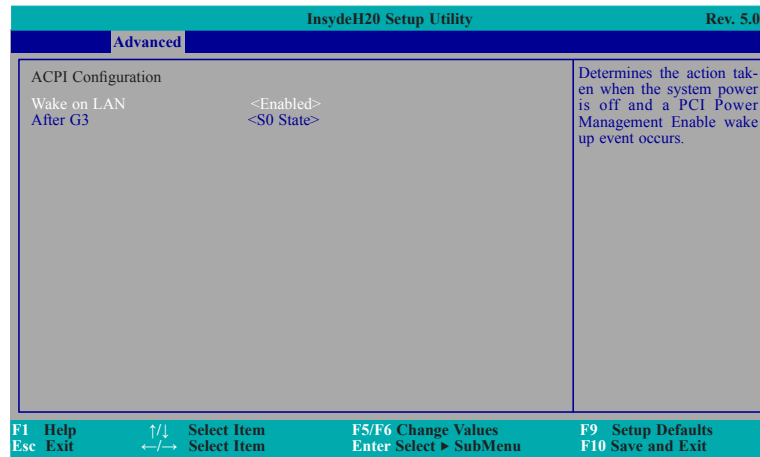 InsydeH20 Setup Utility Rev. 5.0
Advanced
ACPI Configuration
Wake on LAN <Enabled>
After G3 <S0 State>
Determines the action tak-
en when the system power
is off and a PCI Power
Management Enable wake
up event occurs.
F1 Help ↑/↓ Select Item F5/F6 Change Values F9 Setup Defaults
Esc Exit ←/→ Select Item Enter Select ► SubMenu F10 Save and Exit